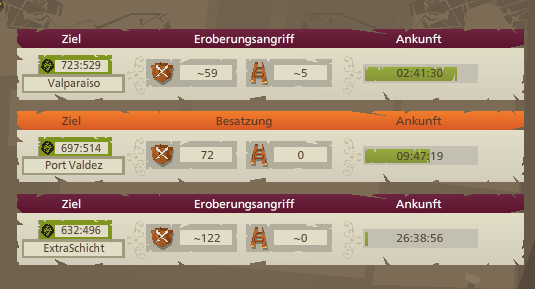 Ziel Eroberungsangriff Ankunft
723:529 ~59 ~5 02:41:30
Valparaiso
Ziel Besatzung Ankunft
697:514 72 0 09:47:19
Port Valdez
Ziel Eroberungsangriff Ankunft
632:496 ~122 ~0 26:38:56
ExtraSchicht